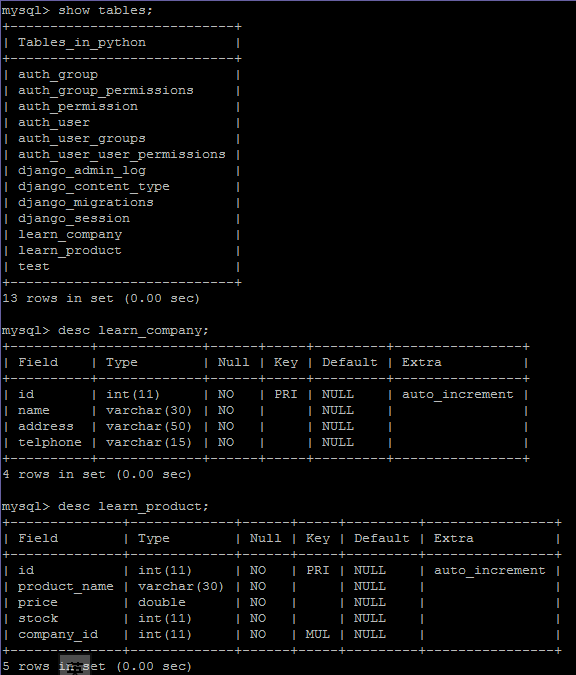 mysql> show tables;
+----------------------------+
| Tables_in_python           |
+----------------------------+
| auth_group                 |
| auth_group_permissions     |
| auth_permission            |
| auth_user                  |
| auth_user_groups           |
| auth_user_user_permissions |
| django_admin_log           |
| django_content_type        |
| django_migrations          |
| django_session             |
| learn_company              |
| learn_product              |
| test                       |
+----------------------------+
13 rows in set (0.00 sec)
mysql> desc learn_company;
+----------+-------------+------+-----+---------+----------------+
| Field    | Type        | Null | Key | Default | Extra          |
+----------+-------------+------+-----+---------+----------------+
| id       | int(11)     | NO   | PRI | NULL    | auto_increment |
| name     | varchar(30) | NO   |     | NULL    |                |
| address  | varchar(50) | NO   |     | NULL    |                |
| telphone | varchar(15) | NO   |     | NULL    |                |
+----------+-------------+------+-----+---------+----------------+
4 rows in set (0.00 sec)
mysql> desc learn_product;
+--------------+-------------+------+-----+---------+----------------+
| Field        | Type        | Null | Key | Default | Extra          |
+--------------+-------------+------+-----+---------+----------------+
| id           | int(11)     | NO   | PRI | NULL    | auto_increment |
| product_name | varchar(30) | NO   |     | NULL    |                |
| price        | double      | NO   |     | NULL    |                |
| stock        | int(11)     | NO   |     | NULL    |                |
| company_id   | int(11)     | NO   | MUL | NULL    |                |
+--------------+-------------+------+-----+---------+----------------+
5 rows in set (0.00 sec)